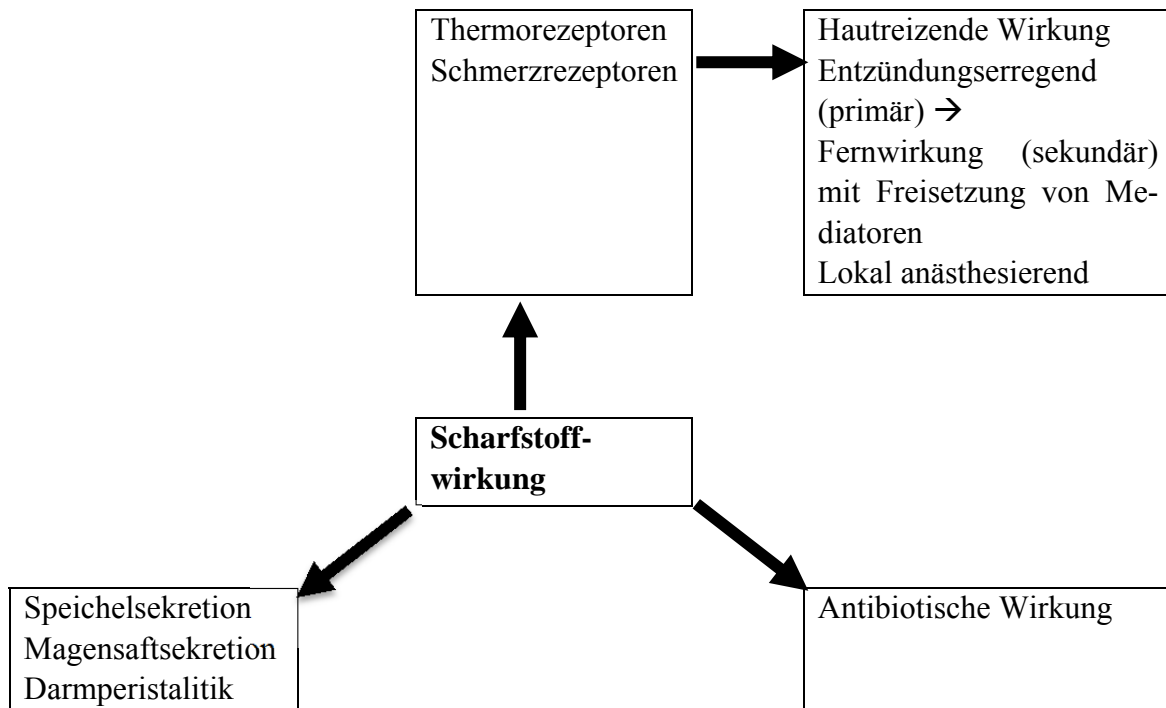 Thermorezeptoren
Schmerzrezeptoren
Hautreizende Wirkung
Entzündungserregend
(primär) →
Fernwirkung (sekundär)
mit Freisetzung von Me-
diatoren
Lokal anästhesierend
Scharfstoff-
wirkung
Speichelsekretion
Magensaftsekretion
Darmperistalitik
Antibiotische Wirkung